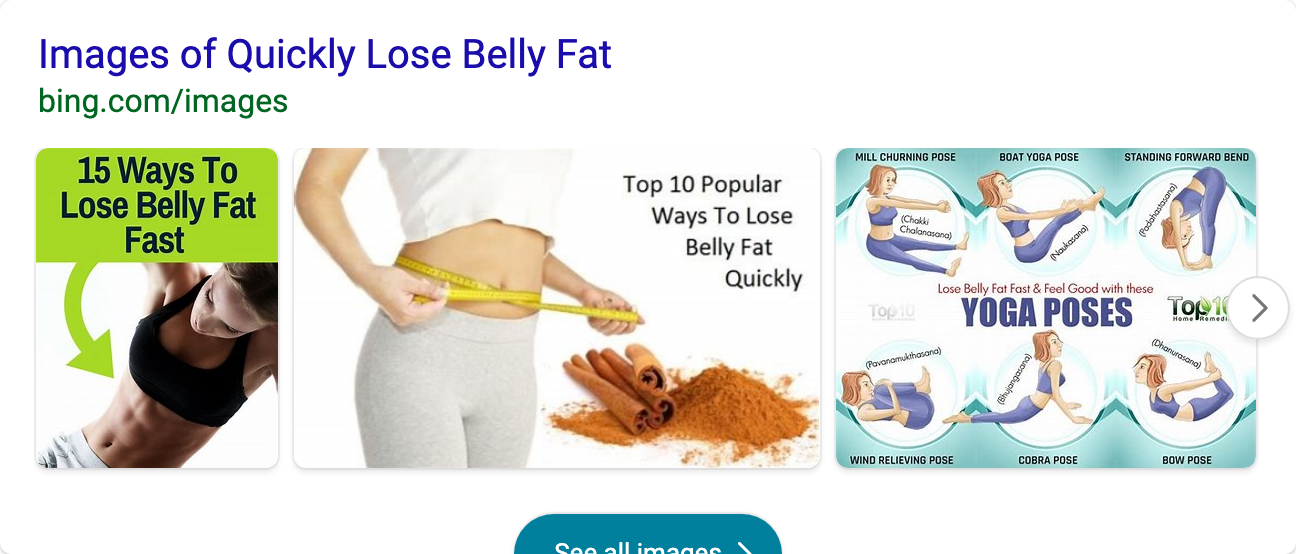 Images of Quickly Lose Belly Fat
bing.com/images
15 Ways To
Lose Belly Fat
Fast
Top 10 Popular
Ways To Lose
Belly Fat
Quickly
MILL CHURNING POSE
BOAT YOGA POSE
STANDING FORWARD BEND
(Chakki
Chalanasana)
(Naukasana)
(Padahastasana)
Lose Belly Fat Fast & Feel Good with these
YOGA POSES
Top10
Top10
Home Remedi
(Pavanamukthasana)
(Bhujangasana)
(Dhanurasana)
WIND RELIEVING POSE
COBRA POSE
BOW POSE
See all images